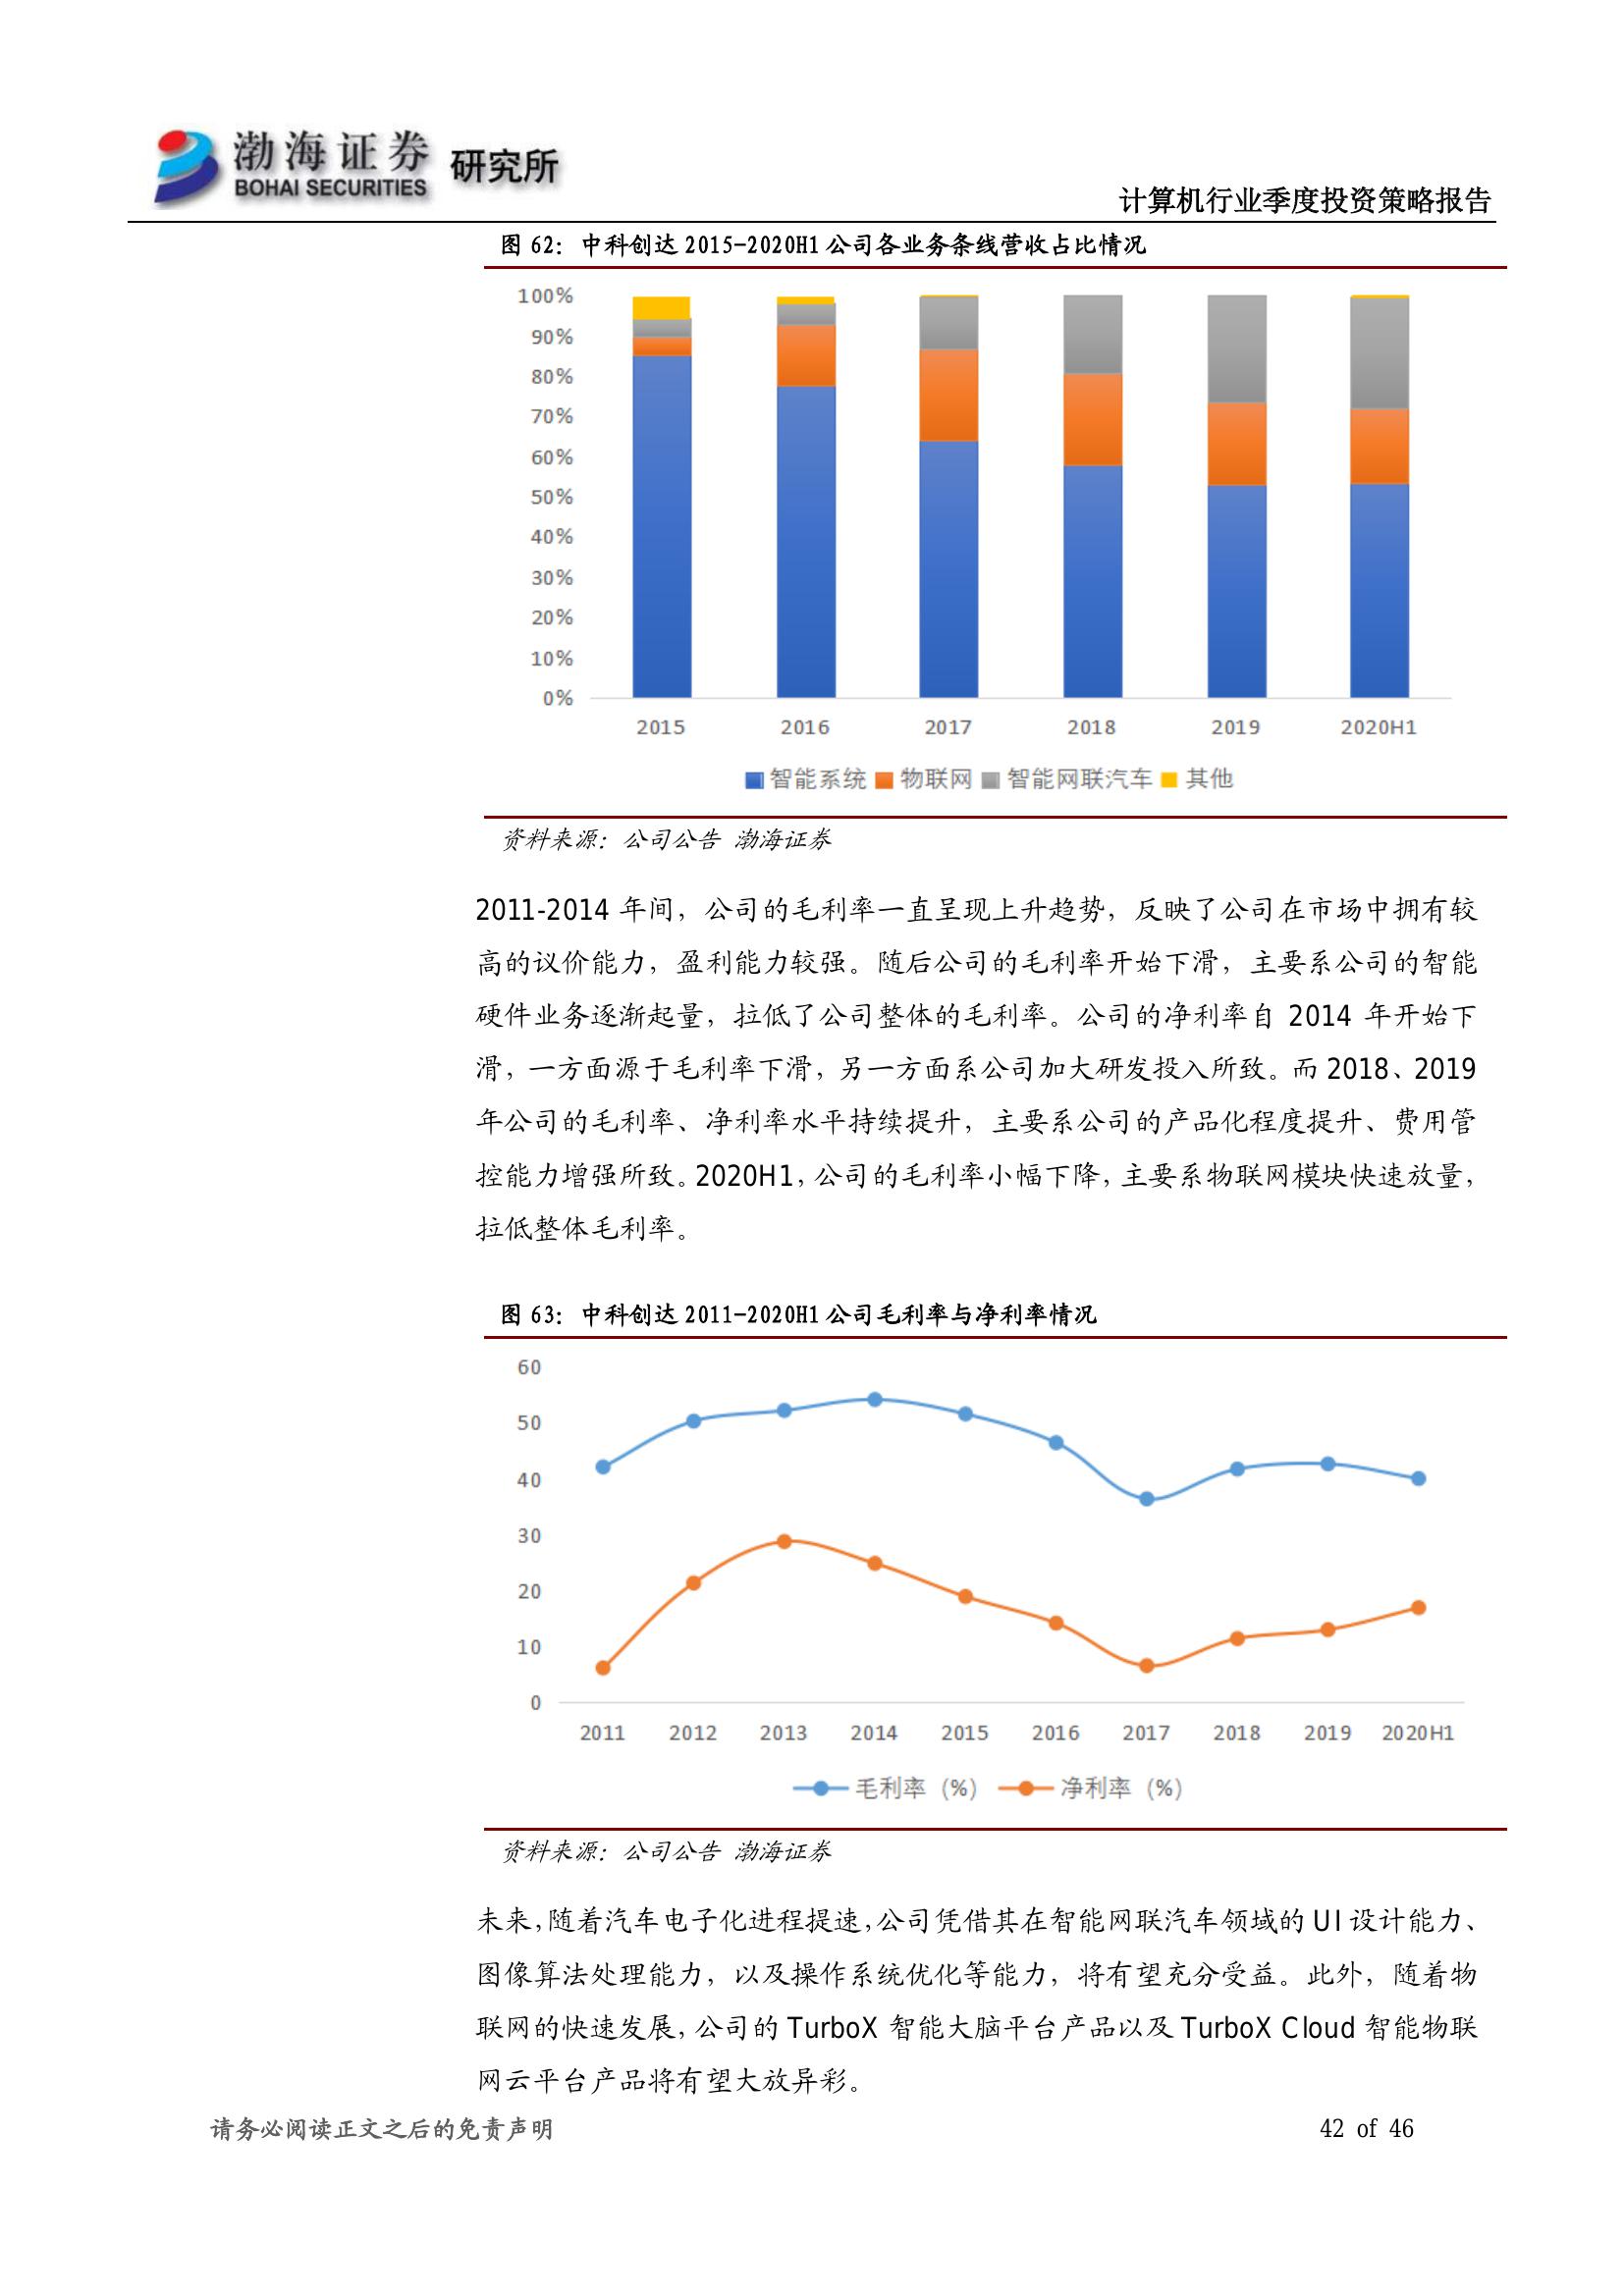 渤海证券 研究所
BOHAI SECURITIES
计算机行业季度投资策略报告
图 62：中科创达 2015-2020H1 公司各业务条线营收占比情况
100%
90%
80%
70%
60%
50%
40%
30%
20%
10%
0%
2015 2016 2017 2018 2019 2020H1
智能系统 物联网 智能网联汽车 其他
资料来源：公司公告 渤海证券
2011-2014 年间，公司的毛利率一直呈现上升趋势，反映了公司在市场中拥有较
高的议价能力，盈利能力较强。随后公司的毛利率开始下滑，主要系公司的智能
硬件业务逐渐起量，拉低了公司整体的毛利率。公司的净利率自 2014 年开始下
滑，一方面源于毛利率下滑，另一方面系公司加大研发投入所致。而 2018、2019
年公司的毛利率、净利率水平持续提升，主要系公司的产品化程度提升、费用管
控能力增强所致。2020H1，公司的毛利率小幅下降，主要系物联网模块快速放量，
拉低整体毛利率。
图 63：中科创达 2011-2020H1 公司毛利率与净利率情况
60
50
40
30
20
10
0
2011 2012 2013 2014 2015 2016 2017 2018 2019 2020H1
毛利率（%） 净利率（%）
资料来源：公司公告 渤海证券
未来，随着汽车电子化进程提速，公司凭借其在智能网联汽车领域的 UI 设计能力、
图像算法处理能力，以及操作系统优化等能力，将有望充分受益。此外，随着物
联网的快速发展，公司的 TurboX 智能大脑平台产品以及 TurboX Cloud 智能物联
网云平台产品将有望大放异彩。
请务必阅读正文之后的免责声明
42 of 46